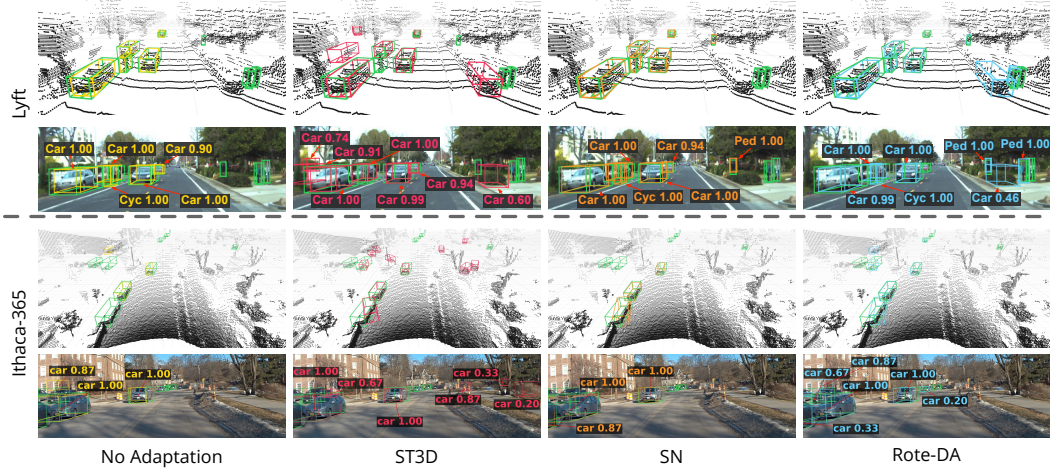 Lyft
Car 1.00
Car 1.00
Car 0.90
Cyc 1.00
Car 1.00
Car 0.74
Car 0.91
Car 1.00
Car 0.94
Car 1.00
Car 0.99
Car 0.60
Car 1.00
Car 0.94
Ped 1.00
Car 1.00
Cyc 1.00
Car 1.00
Car 1.00
Car 1.00
Ped 1.00
Ped 1.00
Car 0.99
Cyc 1.00
Car 0.46
Ithaca-365
car 0.87
car 1.00
car 1.00
car 1.00
car 0.67
car 0.33
car 0.87
car 0.20
car 1.00
car 1.00
car 1.00
car 0.87
car 0.87
car 0.67
car 1.00
car 1.00
car 0.20
car 0.33
No Adaptation
ST3D
SN
Rote-DA